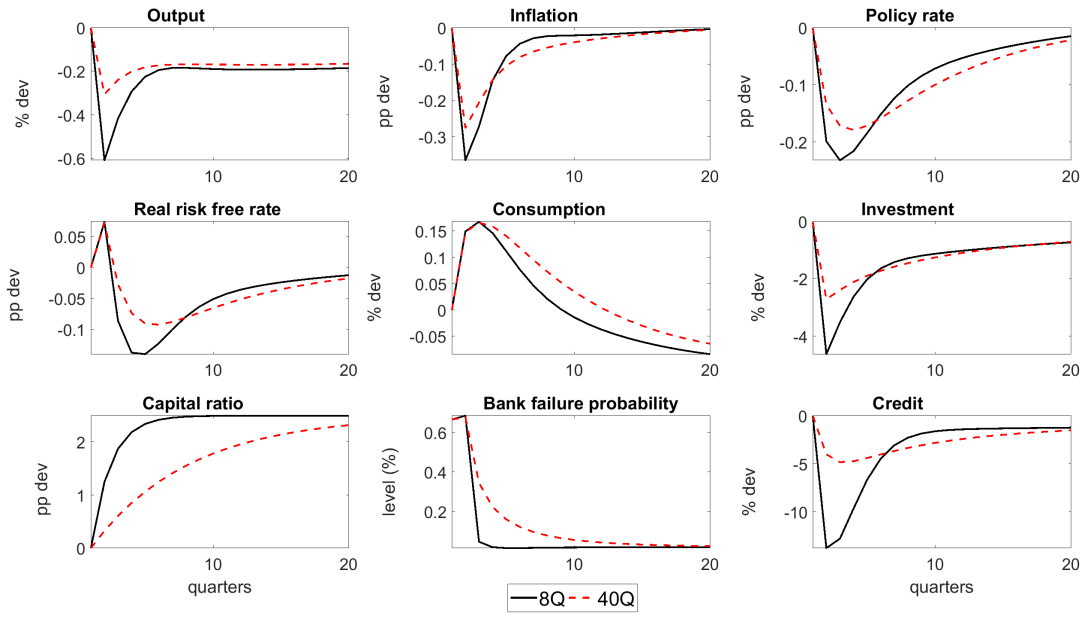 Output
Inflation
Policy rate
0
-0.2
-0.4
-0.6
% dev
10
20
0
-0.1
-0.2
-0.3
pp dev
10
20
0
-0.1
-0.2
pp dev
10
20
Real risk free rate
Consumption
Investment
0.05
0
-0.05
-0.1
pp dev
10
20
0.15
0.1
0.05
0
-0.05
% dev
10
20
0
-2
-4
% dev
10
20
Capital ratio
Bank failure probability
Credit
2
1
0
pp dev
10
20
quarters
0.6
0.4
0.2
level (%)
10
20
0
-5
-10
% dev
10
20
quarters
8Q
40Q